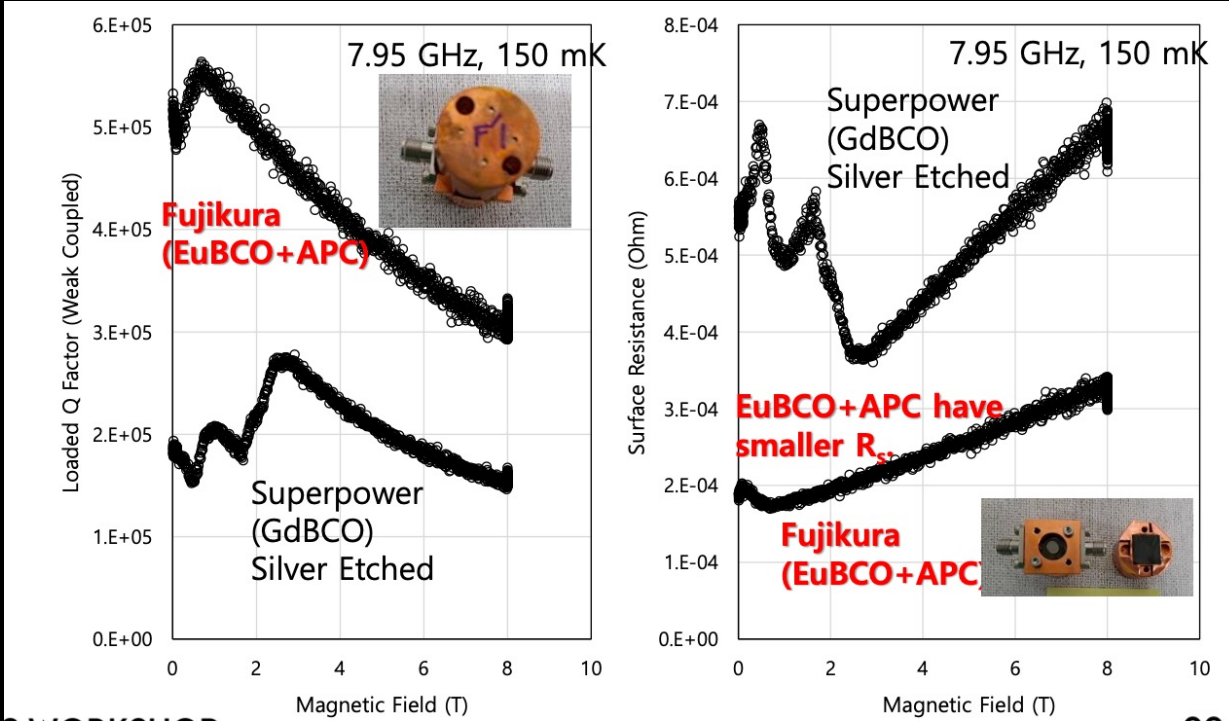 6.E+05
5.E+05
4.E+05
3.E+05
2.E+05
1.E+05
0.E+00
Loaded Q Factor (Weak Coupled)
7.95 GHz, 150 mK
F1
Fujikura
(EuBCO+APC)
Superpower
(GdBCO)
Silver Etched
0 2 4 6 8 10
Magnetic Field (T)
8.E-04
7.E-04
6.E-04
5.E-04
4.E-04
3.E-04
2.E-04
1.E-04
0.E+00
Surface Resistance (Ohm)
7.95 GHz, 150 mK
Superpower
(GdBCO)
Silver Etched
EuBCO+APC have
smaller Rs.
Fujikura
(EuBCO+APC)
0 2 4 6 8 10
Magnetic Field (T)
WORKSHOP